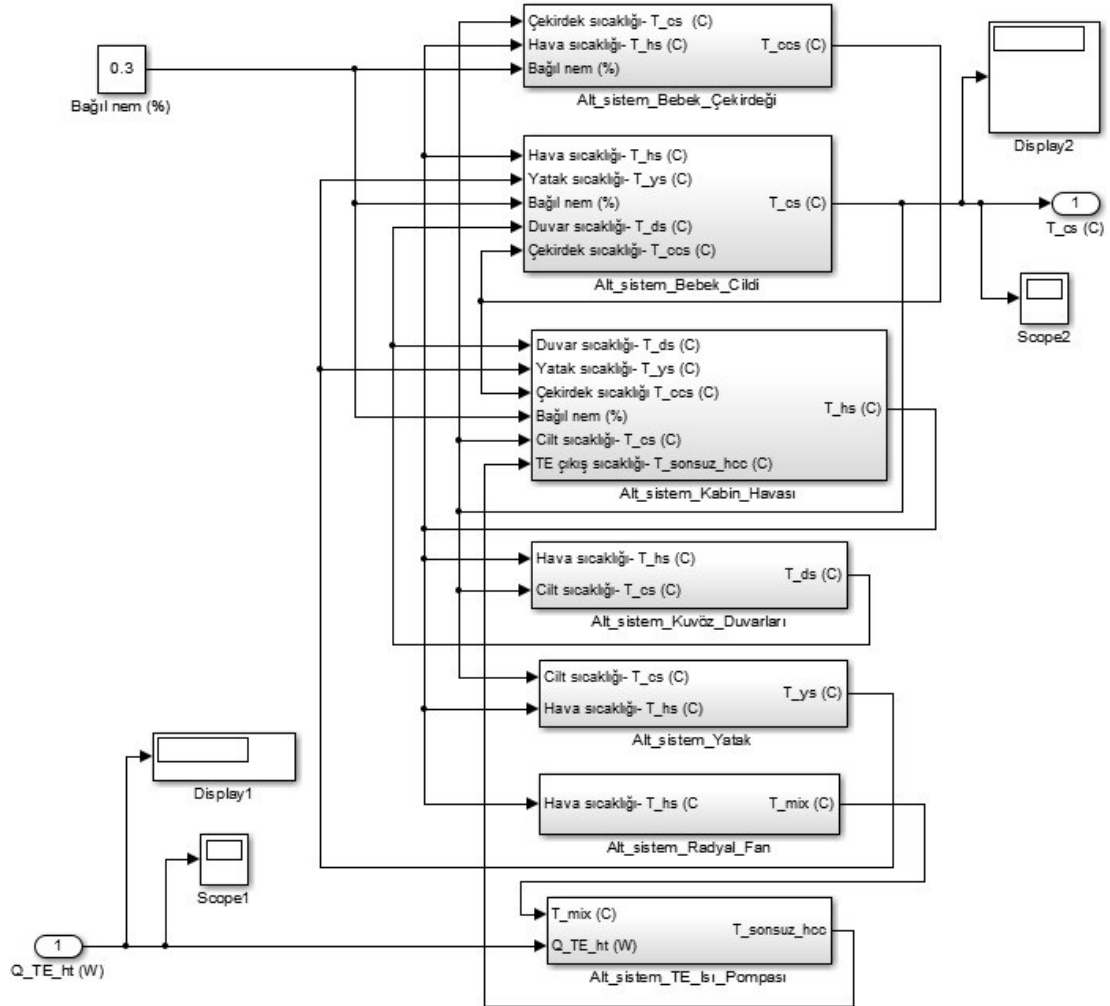 Çekirdek sıcaklığı- T_cs (C)
Hava sıcaklığı- T_hs (C)
Bağıl nem (%)
T_ccs (C)
Alt_sistem_Bebek_Çekirdeği
0.3
Bağıl nem (%)
Display2
Hava sıcaklığı- T_hs (C)
Yatak sıcaklığı- T_ys (C)
Bağıl nem (%)
Duvar sıcaklığı- T_ds (C)
Çekirdek sıcaklığı- T_ccs (C)
T_cs (C)
Alt_sistem_Bebek_Cildi
1
T_cs (C)
Scope2
Duvar sıcaklığı- T_ds (C)
Yatak sıcaklığı- T_ys (C)
Çekirdek sıcaklığı T_ccs (C)
Bağıl nem (%)
Cilt sıcaklığı- T_cs (C)
TE çıkış sıcaklığı- T_sonsuz_hcc (C)
T_hs (C)
Alt_sistem_Kabin_Havası
Hava sıcaklığı- T_hs (C)
Cilt sıcaklığı- T_cs (C)
T_ds (C)
Alt_sistem_Kuvöz_Duvarları
Cilt sıcaklığı- T_cs (C)
Hava sıcaklığı- T_hs (C)
T_ys (C)
Alt_sistem_Yatak
Display1
Hava sıcaklığı- T_hs (C
T_mix (C)
Alt_sistem_Radyal_Fan
Scope1
T_mix (C)
Q_TE_ht (W)
T_sonsuz_hcc
Alt_sistem_TE_Isı_Pompası
1
Q_TE_ht (W)